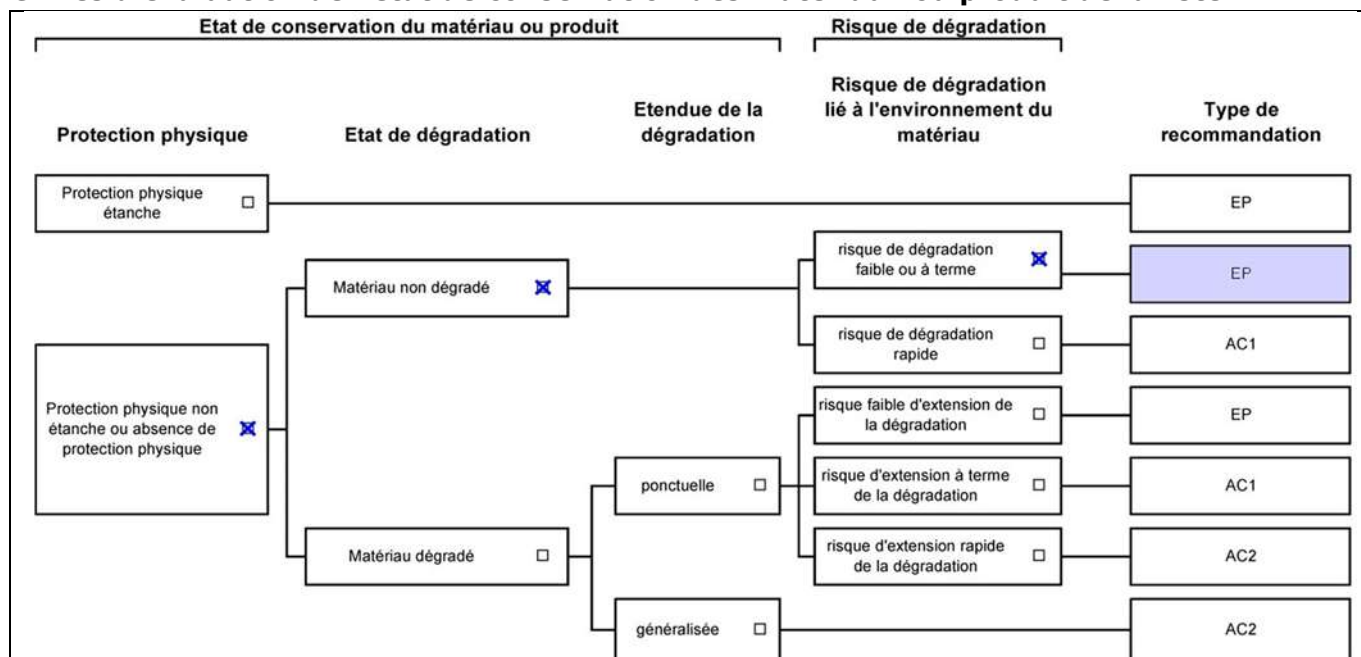 Etat de conservation du matériau ou produit
Risque de dégradation
Protection physique
Etat de dégradation
Etendue de la
dégradation
Risque de dégradation
lié à l'environnement du
matériau
Type de
recommandation
Protection physique
étanche
EP
risque de dégradation
faible ou à terme
EP
Matériau non dégradé
risque de dégradation
rapide
AC1
Protection physique non
étanche ou absence de
protection physique
risque faible d'extension de
la dégradation
EP
ponctuelle
risque d'extension à terme
de la dégradation
AC1
Matériau dégradé
risque d'extension rapide
de la dégradation
AC2
généralisée
AC2